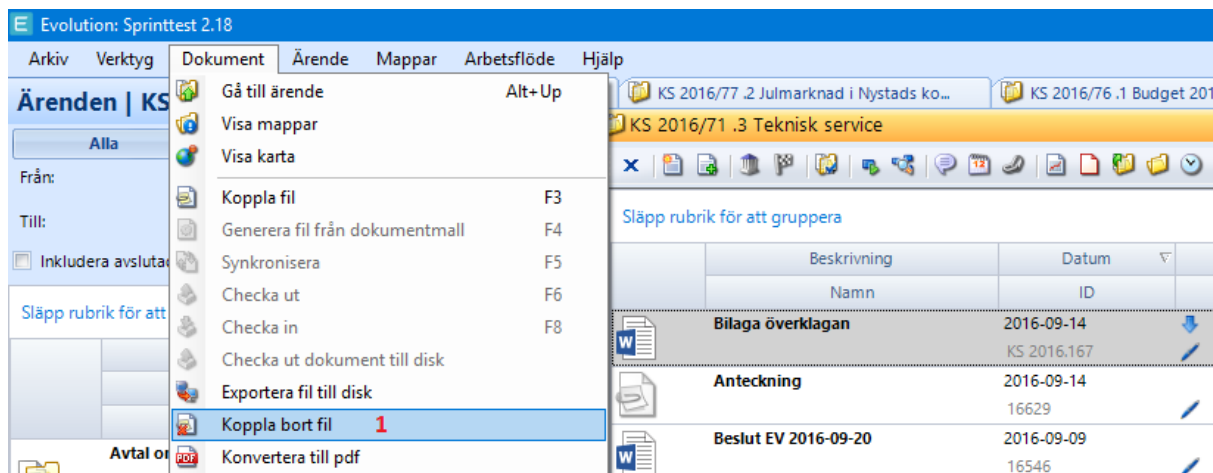 Evolution: Sprinttest 2.18
Arkiv Verktyg Dokument Ärende Mappar Arbetsflöde Hjälp
Ärenden | KS
Alla
Från:
Till:
Inkludera avsluta
Släpp rubrik för att
Avtal or
Gå till ärende Alt+Up
Visa mappar
Visa karta
Koppla fil F3
Generera fil från dokumentmall F4
Synkronisera F5
Checka ut F6
Checka in F8
Checka ut dokument till disk
Exportera fil till disk
Koppla bort fil 1
Konvertera till pdf
KS 2016/77 .2 Julmarknad i Nystads ko... KS 2016/76 .1 Budget 201
KS 2016/71 .3 Teknisk service
Släpp rubrik för att gruppera
Beskrivning Datum
Namn ID
Bilaga överklagan 2016-09-14
KS 2016.167
Anteckning 2016-09-14
16629
Beslut EV 2016-09-20 2016-09-09
16546